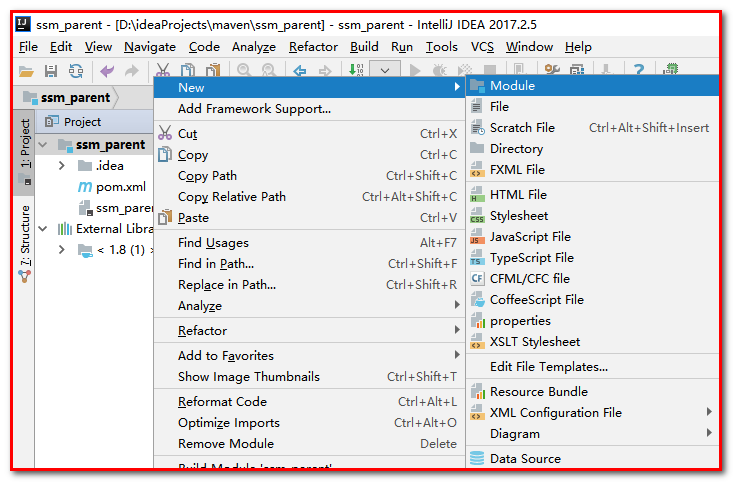 ssm_parent - [D:\ideaProjects\maven\ssm_parent] - ssm_parent - IntelliJ IDEA 2017.2.5
File Edit View Navigate Code Analyze Refactor Build Run Tools VCS Window Help
ssm_parent
1: Project
7: Structure
Project
ssm_parent
.idea
pom.xml
ssm_pare
External Libra
< 1.8 (1) >
New
Add Framework Support...
Cut Ctrl+X
Copy Ctrl+C
Copy Path Ctrl+Shift+C
Copy Relative Path Ctrl+Alt+Shift+C
Paste Ctrl+V
Find Usages Alt+F7
Find in Path... Ctrl+Shift+F
Replace in Path... Ctrl+Shift+R
Analyze
Refactor
Add to Favorites
Show Image Thumbnails Ctrl+Shift+T
Reformat Code Ctrl+Alt+L
Optimize Imports Ctrl+Alt+O
Remove Module Delete
Build Module 'ssm_parent'
Module
File
Scratch File Ctrl+Alt+Shift+Insert
Directory
FXML File
HTML File
Stylesheet
JavaScript File
TypeScript File
CFML/CFC file
CoffeeScript File
properties
XSLT Stylesheet
Edit File Templates...
Resource Bundle
XML Configuration File
Diagram
Data Source